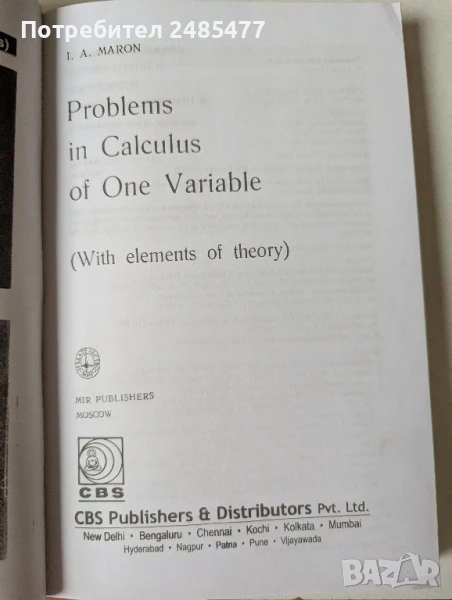 Потребител 2485477
s)
I. A. MARON
Problems
in Calculus
of One Variable
(With elements of theory)
MIR PUBLISHERS
MOSCOW
CBS
CBS Publishers & Distributors Pvt. Ltd.
New Delhi • Bengaluru • Chennai • Kochi • Kolkata • Mumbai
Hyderabad • Nagpur • Patna • Pune • Vijayawada
BAZAR